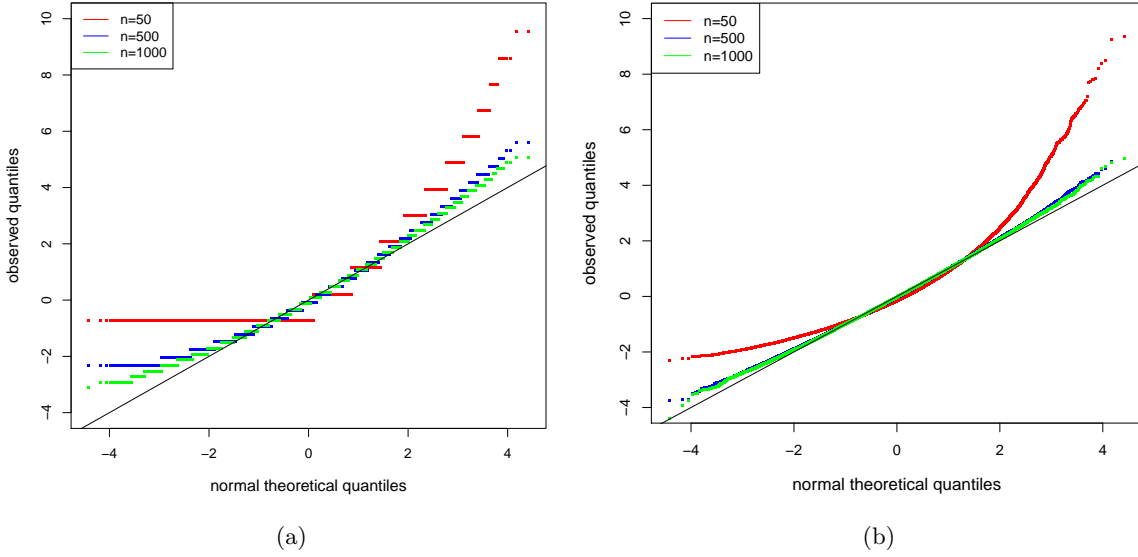 n=50
n=500
n=1000
observed quantiles
10
8
6
4
2
0
−2
−4
−4 −2 0 2 4
normal theoretical quantiles
(a)
n=50
n=500
n=1000
observed quantiles
10
8
6
4
2
0
−2
−4
−4 −2 0 2 4
normal theoretical quantiles
(b)